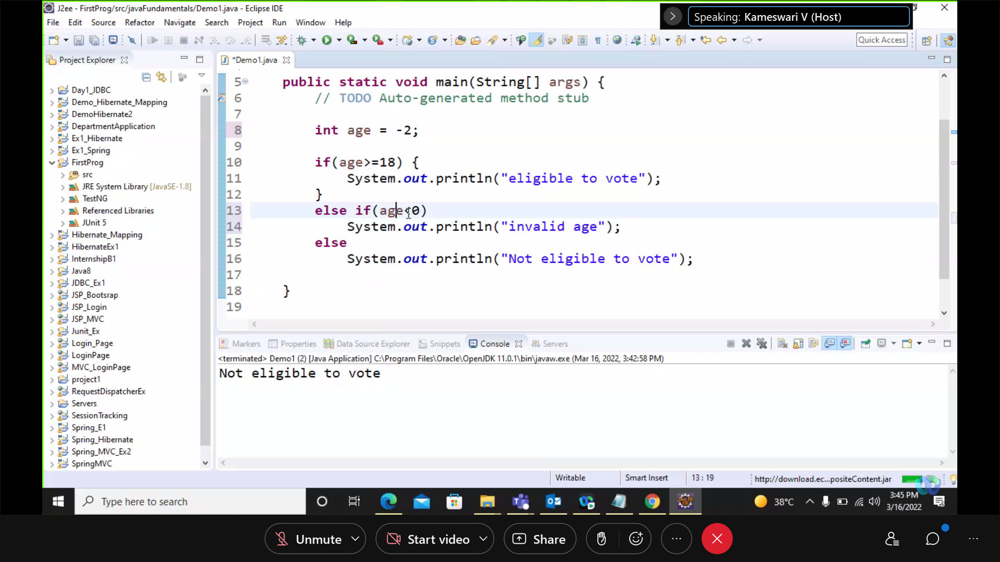 J2ee - FirstProg/src/javaFundamentals/Demo1.java - Eclipse IDE
Speaking: Kameswari V (Host)
File Edit Source Refactor Navigate Search Project Run Window Help
Quick Access
Project Explorer
*Demo1.java
Day1_JDBC
Demo_Hibernate_Mapping
DemoHibernate2
DepartmentApplication
Ex1_Hibernate
Ex1_Spring
FirstProg
src
JRE System Library [JavaSE-1.8]
TestNG
Referenced Libraries
JUnit 5
Hibernate_Mapping
HibernateEx1
InternshipB1
Java8
JDBC_Ex1
JSP_Bootsrap
JSP_Login
JSP_MVC
Junit_Ex
Login_Page
LoginPage
MVC_LoginPage
project1
RequestDispatcherEx
Servers
SessionTracking
Spring_E1
Spring_Hibernate
Spring_MVC_Ex2
SpringMVC
5 public static void main(String[] args) {
6 // TODO Auto-generated method stub
7
8 int age = -2;
9
10 if(age>=18) {
11 System.out.println("eligible to vote");
12 }
13 else if(age<0)
14 System.out.println("invalid age");
15 else
16 System.out.println("Not eligible to vote");
17
18 }
19
Markers Properties Data Source Explorer Snippets Console Servers
<terminated> Demo1 (2) [Java Application] C:\Program Files\Oracle\OpenJDK 11.0.1\bin\javaw.exe (Mar 16, 2022, 3:42:58 PM)
Not eligible to vote
Writable Smart Insert 13 : 19 http://download.ec...positeContent.jar
Type here to search
38°C
3:45 PM
3/16/2022
Unmute Start video Share